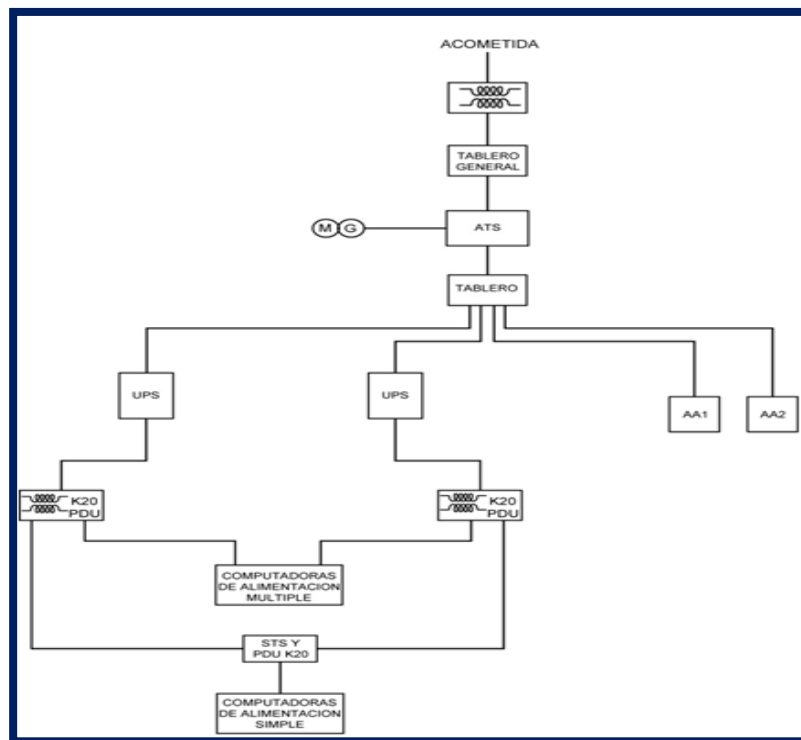 ACOMETIDA
TABLERO
GENERAL
M G
ATS
TABLERO
UPS
UPS
AA1
AA2
K20
PDU
K20
PDU
COMPUTADORAS
DE ALIMENTACION
MULTIPLE
STS Y
PDU K20
COMPUTADORAS
DE ALIMENTACION
SIMPLE